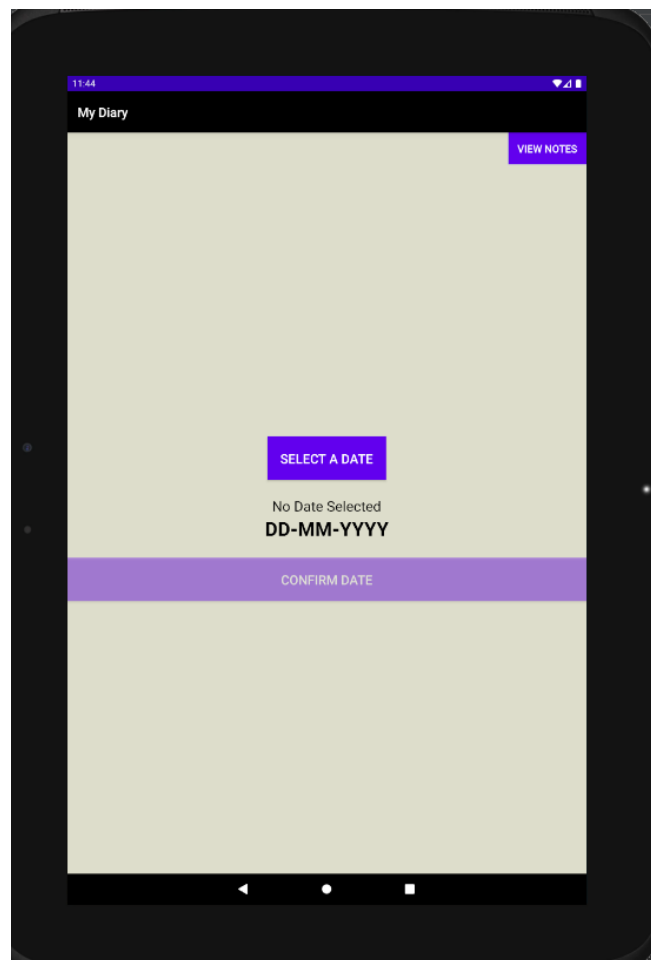 11:44
My Diary
VIEW NOTES
SELECT A DATE
No Date Selected
DD-MM-YYYY
CONFIRM DATE